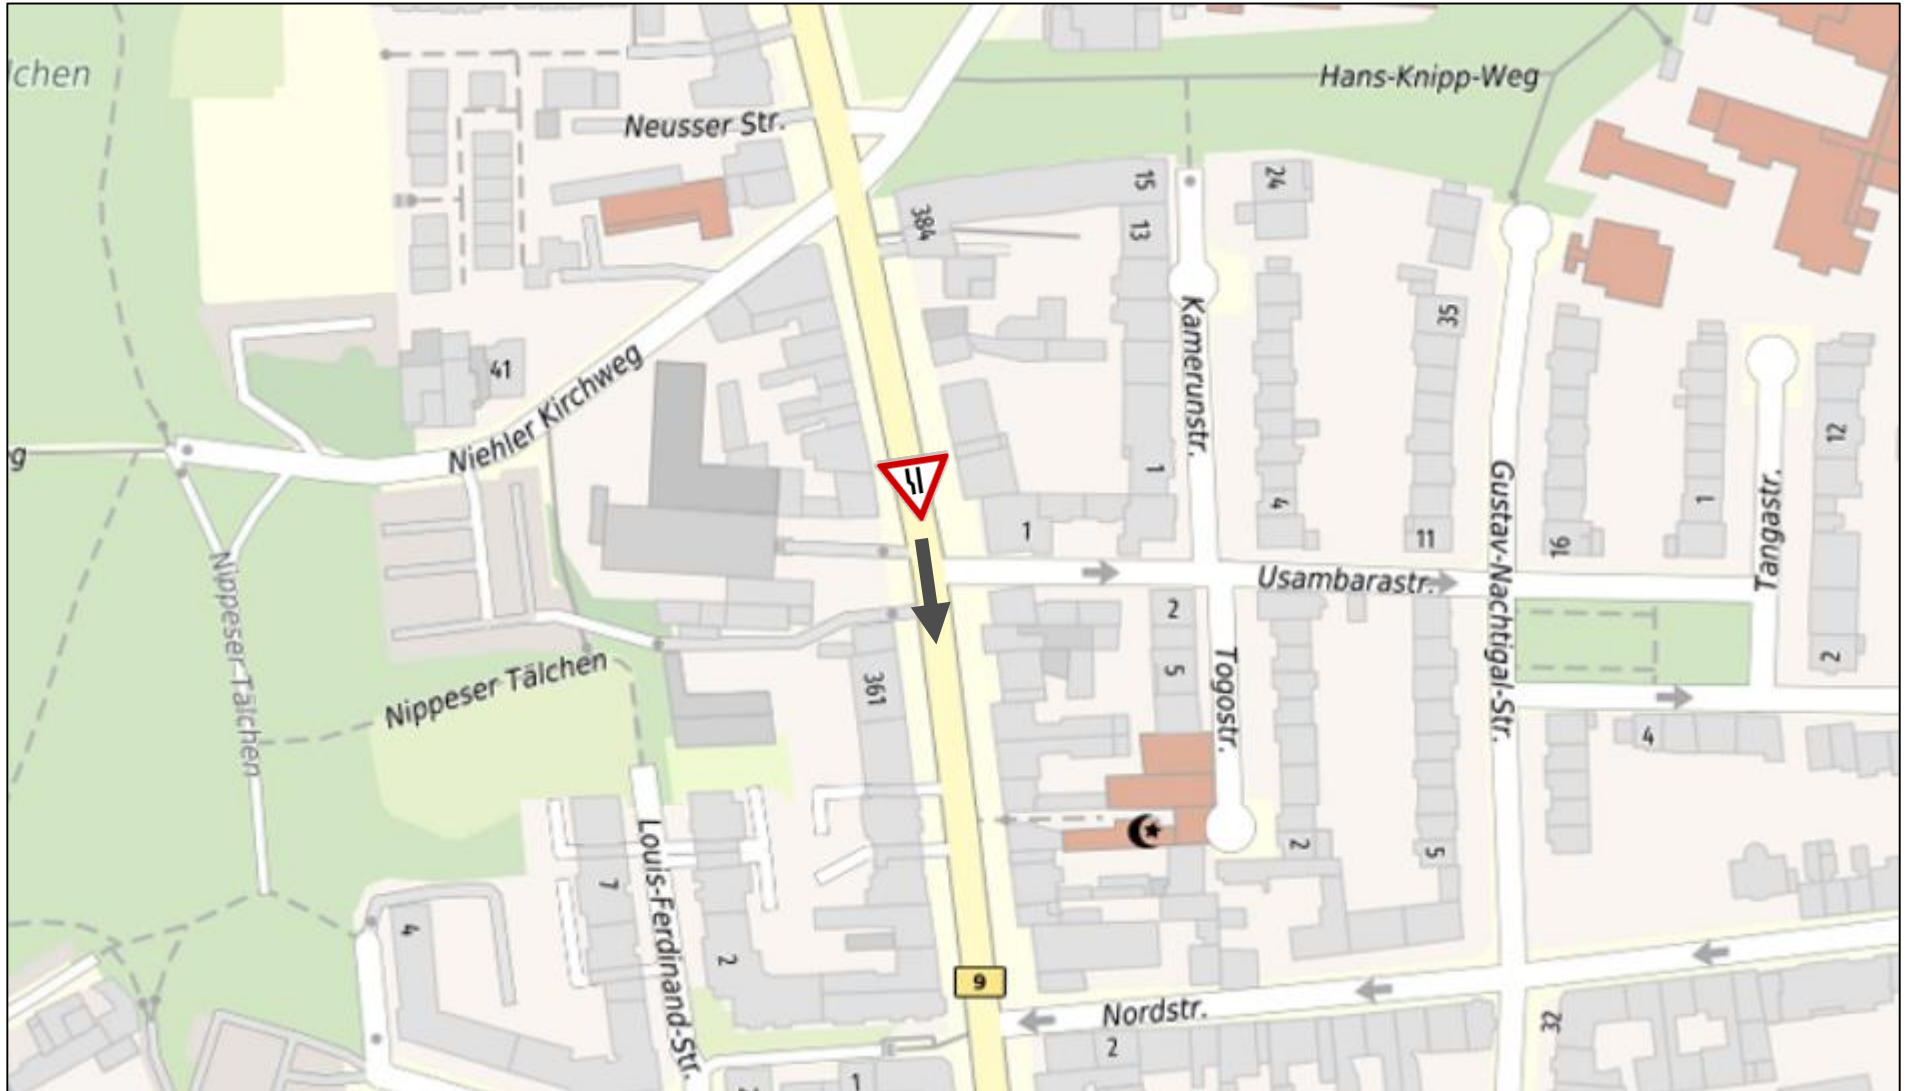 lchen
Hans-Knipp-Weg
Neusser Str.
15
24
384
13
Kamerunstr.
35
41
Niehler Kirchweg
12
g
1
4
1
Gustav-Nachtigal-Str.
Tangastr.
1
11
16
Nippeser Tälchen
Usambarastr.
2
5
2
Togostr.
361
Nippeser Tälchen
4
Louis-Ferdinand-Str.
2
5
7
4
2
9
Nordstr.
32
2
1